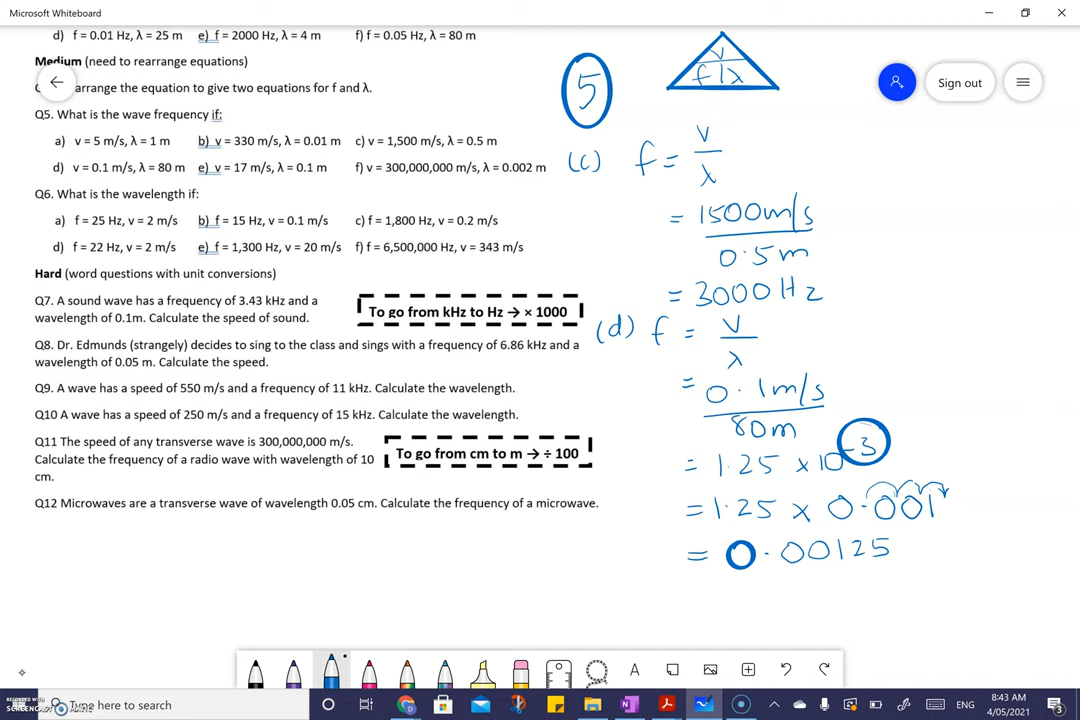 Microsoft Whiteboard
d) f = 0.01 Hz, λ = 25 m e) f = 2000 Hz, λ = 4 m f) f = 0.05 Hz, λ = 80 m
Medium (need to rearrange equations)
arrange the equation to give two equations for f and λ.
Q5. What is the wave frequency if:
a) v = 5 m/s, λ = 1 m b) v = 330 m/s, λ = 0.01 m c) v = 1,500 m/s, λ = 0.5 m
d) v = 0.1 m/s, λ = 80 m e) v = 17 m/s, λ = 0.1 m f) v = 300,000,000 m/s, λ = 0.002 m
Q6. What is the wavelength if:
a) f = 25 Hz, v = 2 m/s b) f = 15 Hz, v = 0.1 m/s c) f = 1,800 Hz, v = 0.2 m/s
d) f = 22 Hz, v = 2 m/s e) f = 1,300 Hz, v = 20 m/s f) f = 6,500,000 Hz, v = 343 m/s
Hard (word questions with unit conversions)
Q7. A sound wave has a frequency of 3.43 kHz and a
wavelength of 0.1m. Calculate the speed of sound.
To go from kHz to Hz → × 1000
Q8. Dr. Edmunds (strangely) decides to sing to the class and sings with a frequency of 6.86 kHz and a
wavelength of 0.05 m. Calculate the speed.
Q9. A wave has a speed of 550 m/s and a frequency of 11 kHz. Calculate the wavelength.
Q10 A wave has a speed of 250 m/s and a frequency of 15 kHz. Calculate the wavelength.
Q11 The speed of any transverse wave is 300,000,000 m/s.
Calculate the frequency of a radio wave with wavelength of 10
cm.
To go from cm to m → ÷ 100
Q12 Microwaves are a transverse wave of wavelength 0.05 cm. Calculate the frequency of a microwave.
5
v
f | λ
Sign out
(c) f = v
λ
= 1500m/s
0.5m
= 3000 Hz
(d) f = v
λ
= 0.1m/s
80m
= 1.25 × 10 -3
= 1.25 × 0.001
= 0.00125
A
RECORDED WITH
Type here to search
ENG
8:43 AM
4/05/2021
3